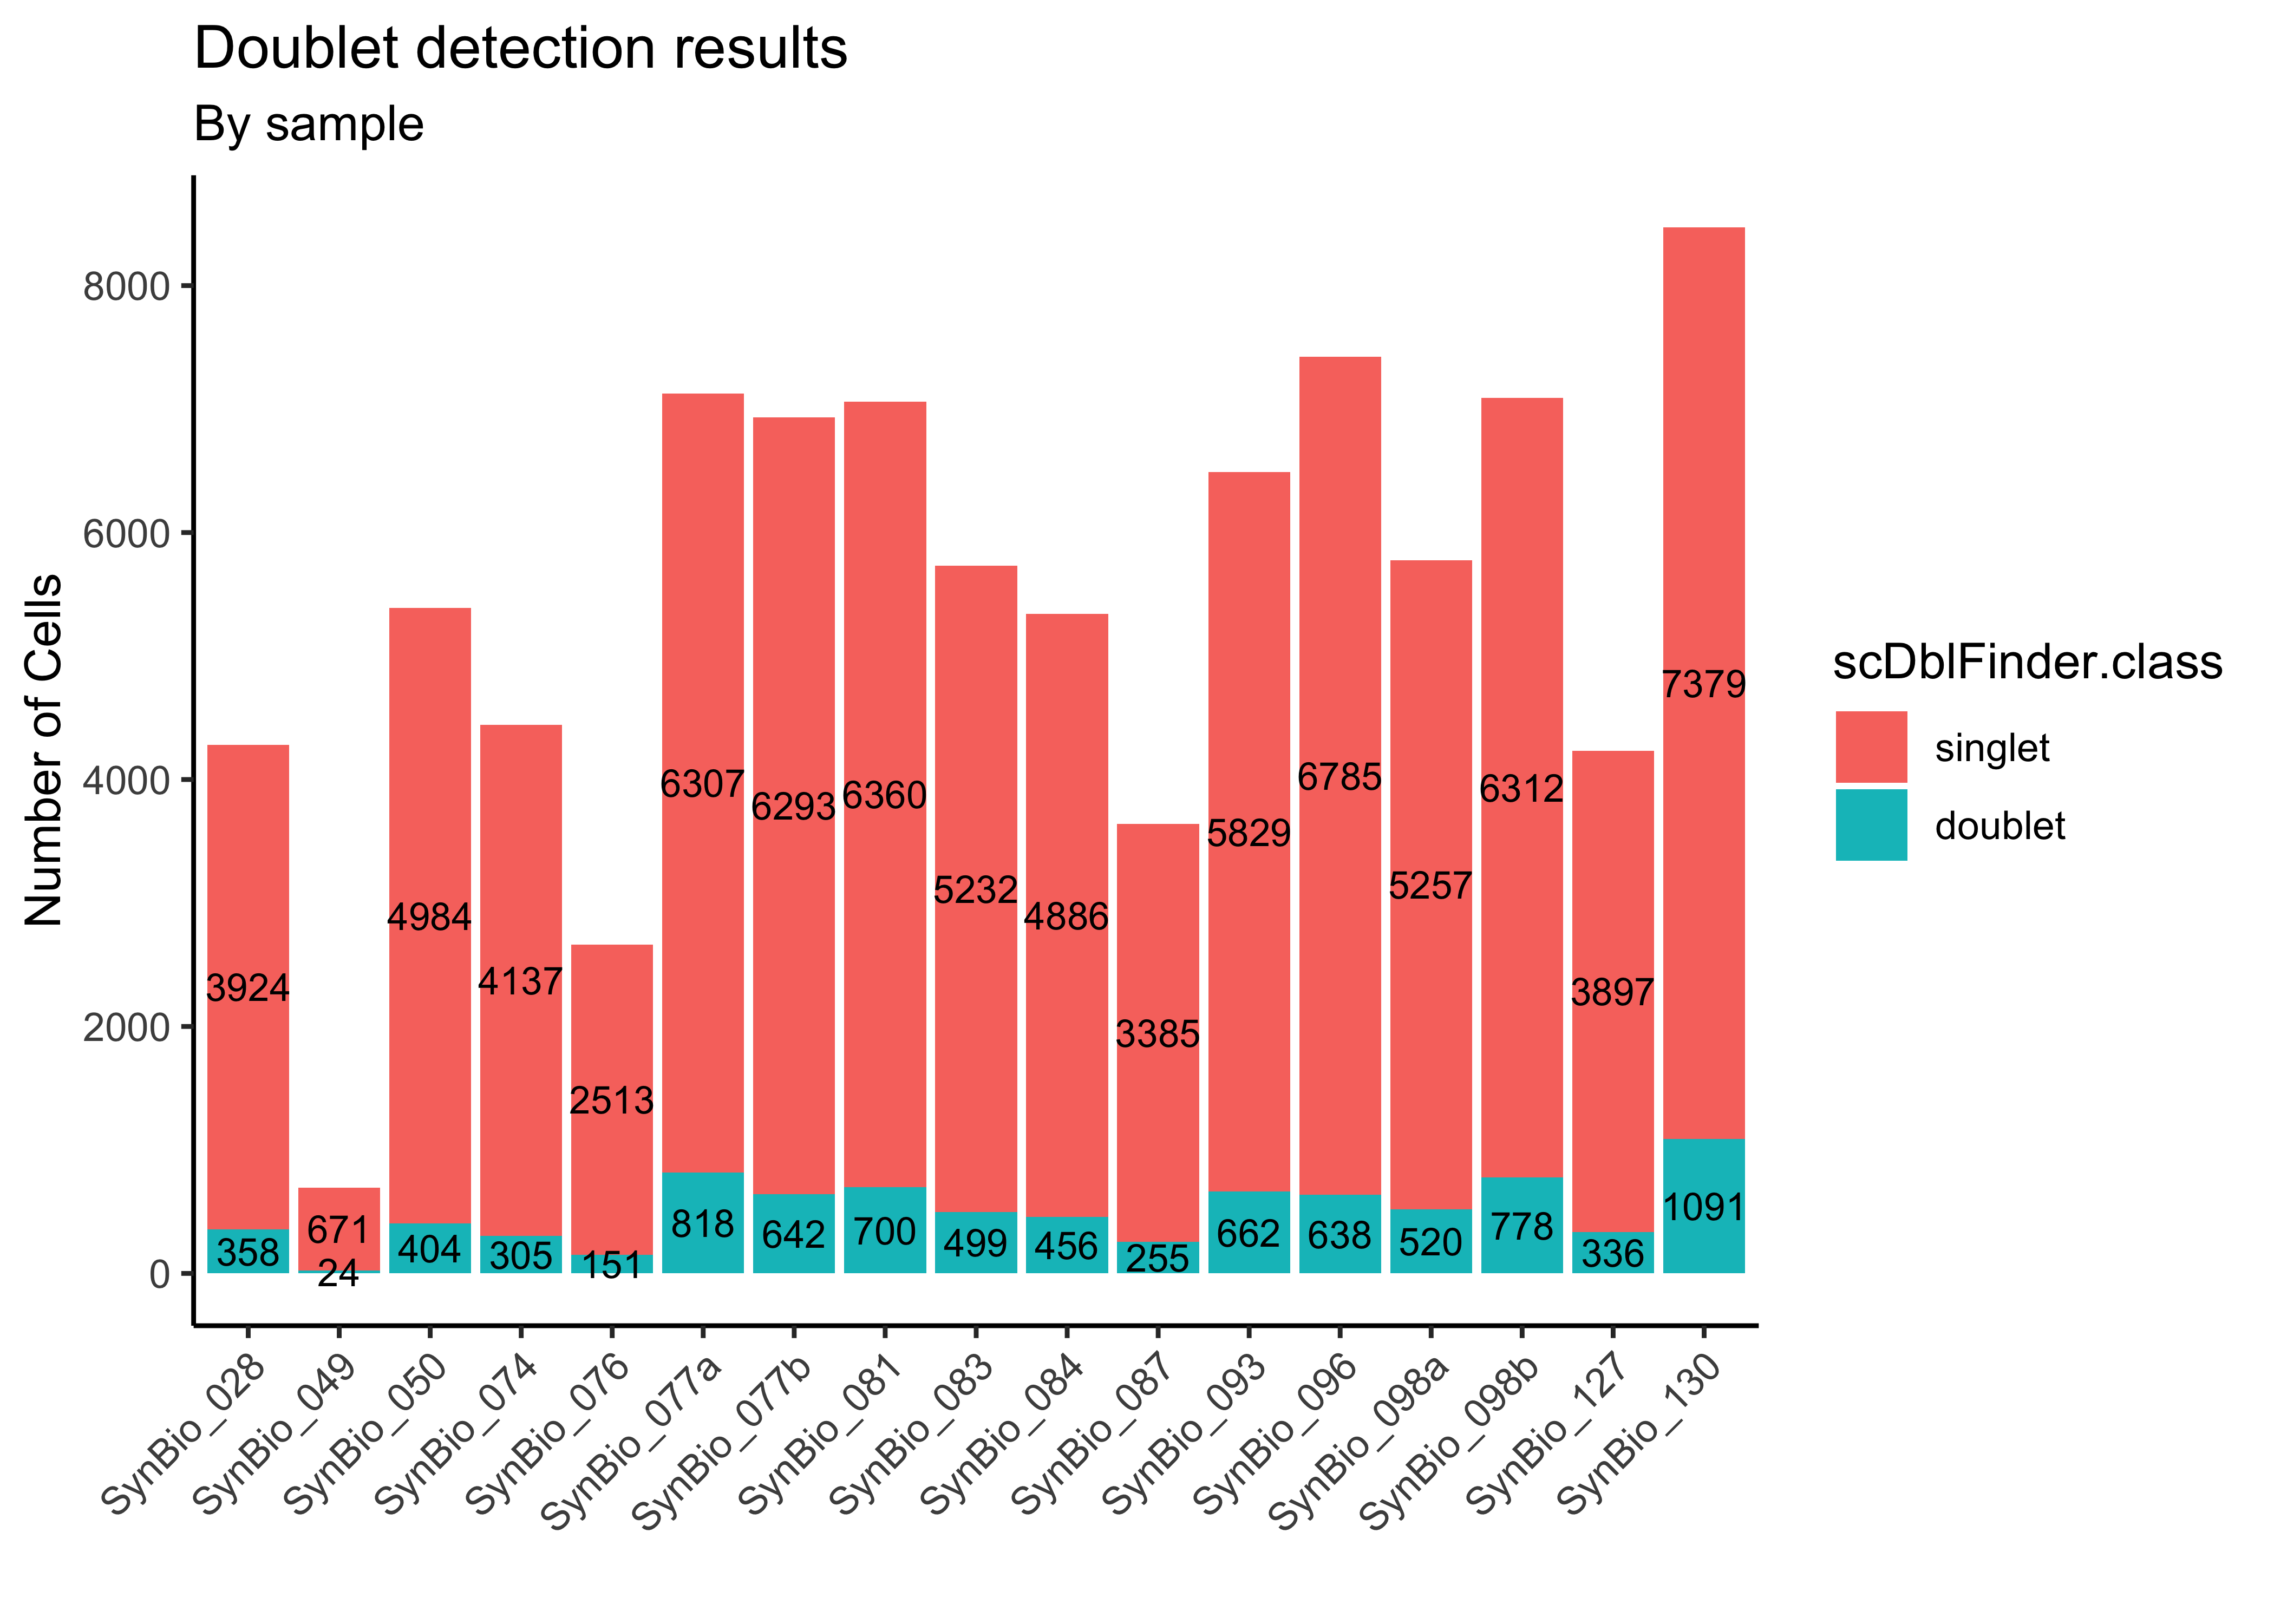 Doublet detection results
By sample
Number of Cells
8000
6000
4000
2000
0
3924
671
4984
4137
2513
6307
6293
6360
5232
4886
3385
5829
6785
5257
6312
3897
7379
358
24
404
305
151
818
642
700
499
456
255
662
638
520
778
336
1091
SynBio_028
SynBio_049
SynBio_050
SynBio_074
SynBio_076
SynBio_077a
SynBio_077b
SynBio_081
SynBio_083
SynBio_084
SynBio_087
SynBio_093
SynBio_096
SynBio_098a
SynBio_098b
SynBio_127
SynBio_130
scDblFinder.class
singlet
doublet